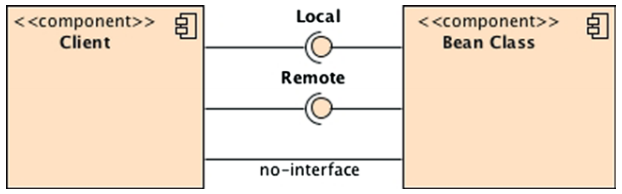 <<component>>
Client
Local
Remote
no-interface
<<component>>
Bean Class